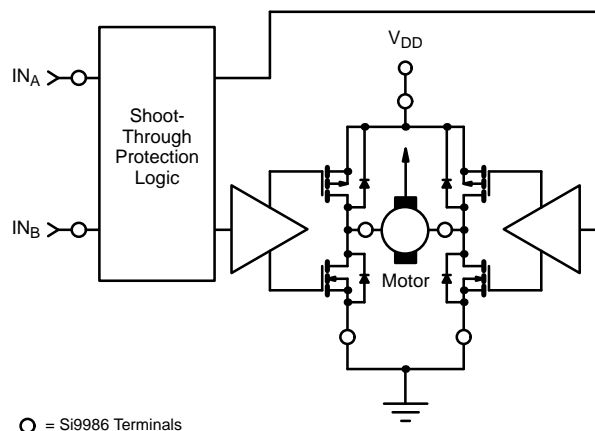 IN_A
V_DD
Shoot-
Through
Protection
Logic
IN_B
Motor
= Si9986 Terminals